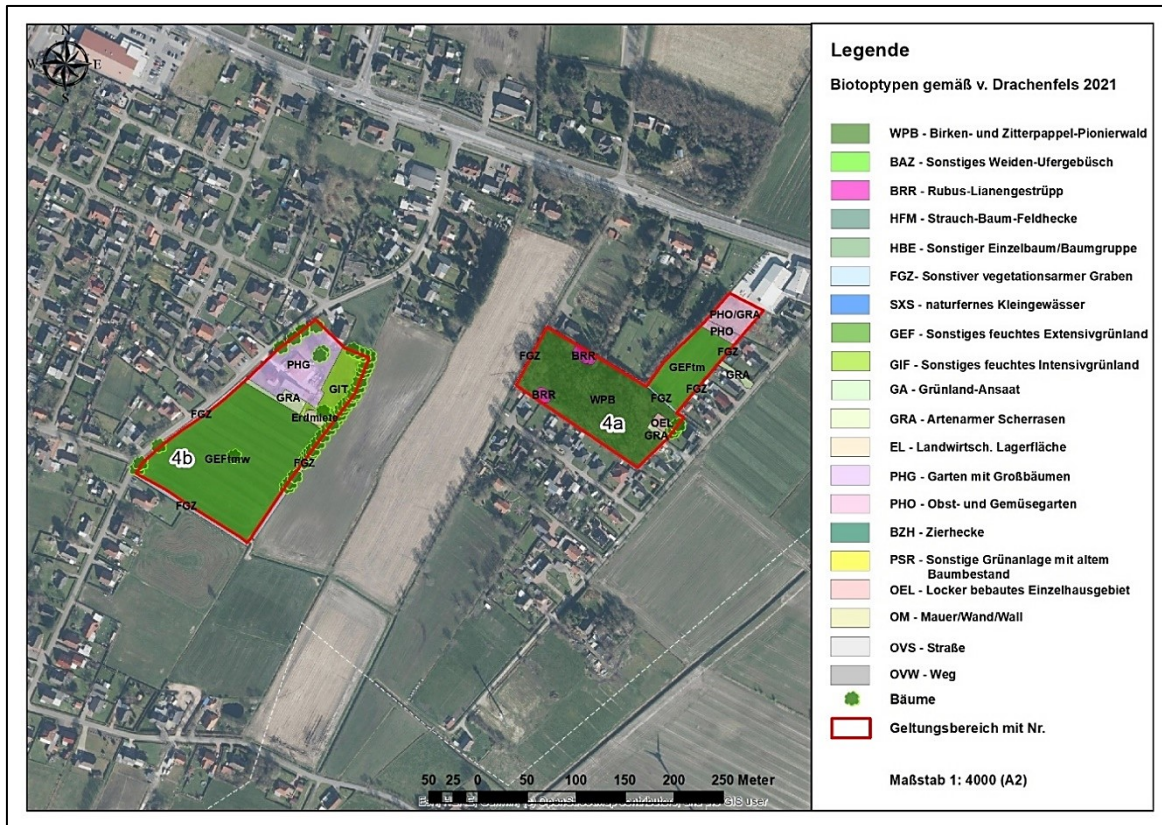 N
W
E
S
PHO/GRA
PHO
BRR
FGZ
FGZ
PHG
GEFtm
GRA
FGZ
GIT
BRR
WPB
FGZ
GRA
OEL
FGZ
Erdmiete
4a
GRA
4b
GEFtmw
FGZ
FGZ
50 25 0 50 100 150 200 250 Meter
GIS user
Legende
Biotoptypen gemäß v. Drachenfels 2021
WPB - Birken- und Zitterpappel-Pionierwald
BAZ - Sonstiges Weiden-Ufergebüsch
BRR - Rubus-Lianengestrüpp
HFM - Strauch-Baum-Feldhecke
HBE - Sonstiger Einzelbaum/Baumgruppe
FGZ- Sonstiver vegetationsarmer Graben
SXS - naturfernes Kleingewässer
GEF - Sonstiges feuchtes Extensivgrünland
GIF - Sonstiges feuchtes Intensivgrünland
GA - Grünland-Ansaat
GRA - Artenarmer Scherrasen
EL - Landwirtsch. Lagerfläche
PHG - Garten mit Großbäumen
PHO - Obst- und Gemüsegarten
BZH - Zierhecke
PSR - Sonstige Grünanlage mit altem
Baumbestand
OEL - Locker bebautes Einzelhausgebiet
OM - Mauer/Wand/Wall
OVS - Straße
OVW - Weg
Bäume
Geltungsbereich mit Nr.
Maßstab 1: 4000 (A2)